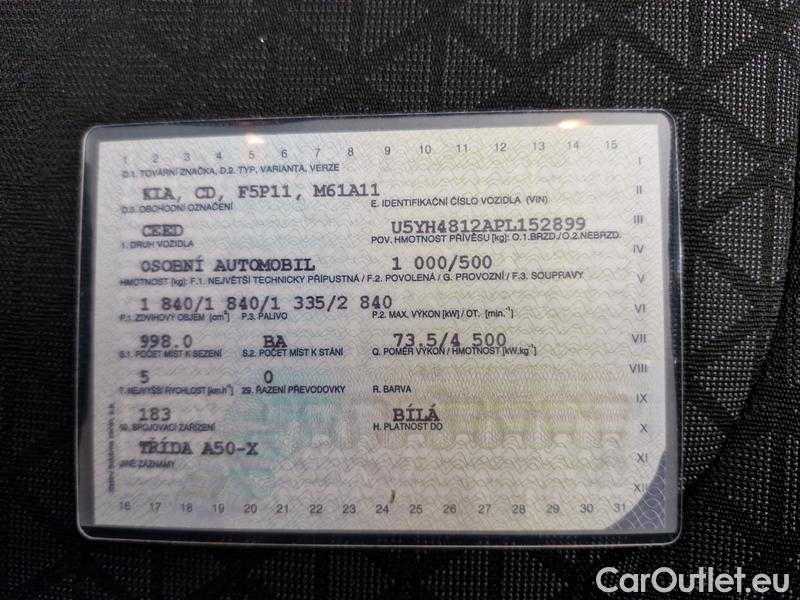 1 2 3 4 5 6 7 8 9 10 11 12 13 14 15
D.1. TOVÁRNÍ ZNAČKA, D.2. TYP, VARIANTA, VERZE
I
KIA, CD, F5P11, M61A11
II
D.3. OBCHODNÍ OZNAČENÍ E. IDENTIFIKAČNÍ ČÍSLO VOZIDLA (VIN)
CEED U5YH4812APL152899
III
1. DRUH VOZIDLA POV. HMOTNOST PŘÍVĚSU [kg]: O.1.BRZD./O.2.NEBRZD.
IV
OSOBNÍ AUTOMOBIL 1 000/500
HMOTNOST [kg]: F.1. NEJVĚTŠÍ TECHNICKY PŘÍPUSTNÁ / F.2. POVOLENÁ / G. PROVOZNÍ / F.3. SOUPRAVY
V
1 840/1 840/1 335/2 840
VI
P.1. ZDVIHOVÝ OBJEM [cm³] P.3. PALIVO P.2. MAX. VÝKON [kW] / OT. [min.⁻¹]
998.0 BA 73.5/4 500
VII
S.1. POČET MÍST K SEZENÍ S.2. POČET MÍST K STÁNÍ Q. POMĚR VÝKON / HMOTNOST [kW.kg⁻¹]
VIII
5 0
T. NEJVYŠŠÍ RYCHLOST [km.h⁻¹] 29. ŘAZENÍ PŘEVODOVKY R. BARVA
IX
183 BÍLÁ
19. SPOJOVACÍ ZAŘÍZENÍ H. PLATNOST DO
X
TŘÍDA A50-X
XI
JINÉ ZÁZNAMY
XII
16 17 18 19 20 21 22 23 24 25 26 27 28 29 30 31
CarOutlet.eu